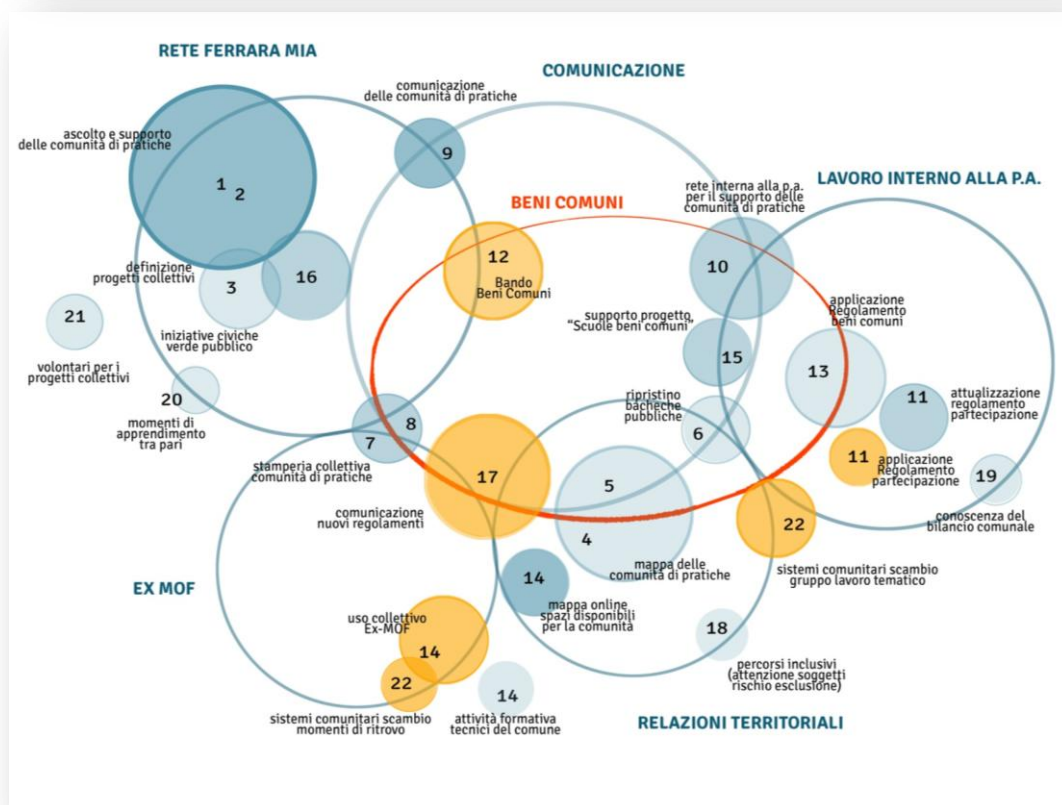 RETE FERRARA MIA
COMUNICAZIONE
comunicazione
delle comunità di pratiche
ascolto e supporto
delle comunità di pratiche
9
1
2
LAVORO INTERNO ALLA P.A.
BENI COMUNI
rete interna alla p.a.
per il supporto delle
comunità di pratiche
12
Bando
Beni Comuni
10
definizione
progetti collettivi
3
16
iniziative civiche
verde pubblico
21
volontari per i
progetti collettivi
20
momenti di
apprendimento
tra pari
supporto progetto
“Scuole beni comuni”
15
applicazione
Regolamento
beni comuni
13
11
attualizzazione
regolamento
partecipazione
ripristino
bacheche
pubbliche
6
8
7
stamperia collettiva
comunità di pratiche
17
comunicazione
nuovi regolamenti
5
4
mappa delle
comunità di pratiche
11
applicazione
Regolamento
partecipazione
19
conoscenza del
bilancio comunale
22
sistemi comunitari scambio
gruppo lavoro tematico
EX MOF
14
mappa online
spazi disponibili
per la comunità
uso collettivo
Ex-MOF
14
22
sistemi comunitari scambio
momenti di ritrovo
14
attività formativa
tecnici del comune
18
percorsi inclusivi
(attenzione soggetti
rischio esclusione)
RELAZIONI TERRITORIALI